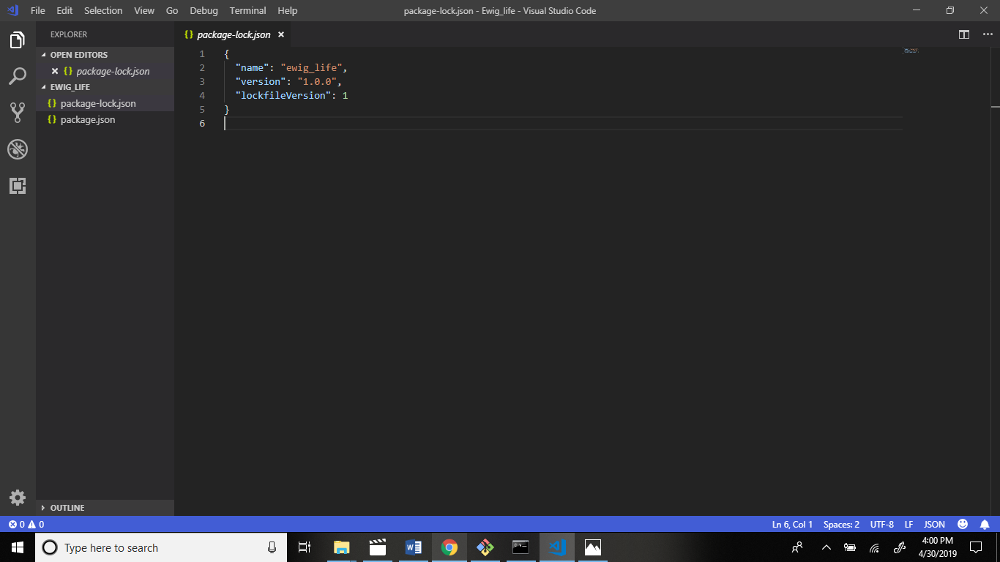 File Edit Selection View Go Debug Terminal Help package-lock.json - Ewig_life - Visual Studio Code
EXPLORER
{} package-lock.json ×
OPEN EDITORS
× {} package-lock.json
EWIG_LIFE
{} package-lock.json
{} package.json
1 {
2 "name": "ewig_life",
3 "version": "1.0.0",
4 "lockfileVersion": 1
5 }
6
OUTLINE
0 0 Ln 6, Col 1 Spaces: 2 UTF-8 LF JSON
Type here to search
4:00 PM
4/30/2019